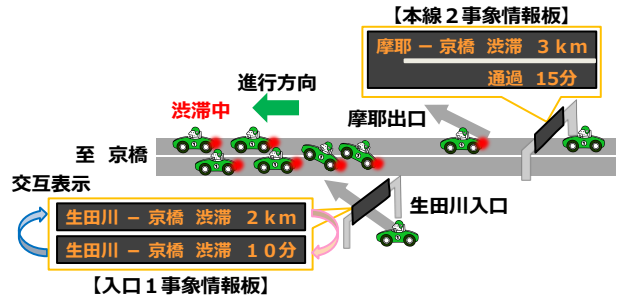 【本線２事象情報板】
摩耶 － 京橋 渋滞 ３ｋｍ
通過 15分
進行方向
渋滞中
摩耶出口
至 京橋
交互表示
生田川入口
生田川 － 京橋 渋滞 ２ｋｍ
生田川 － 京橋 渋滞 １０分
【入口１事象情報板】